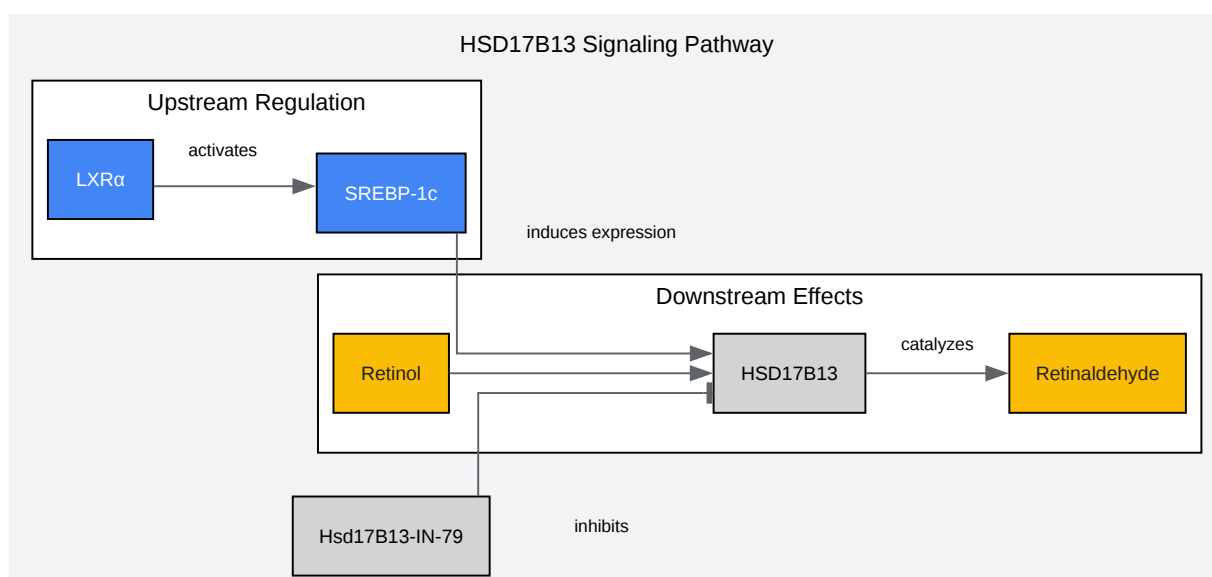 HSD17B13 Signaling Pathway
Upstream Regulation
activates
LXRα
SREBP-1c
induces expression
Downstream Effects
catalyzes
Retinol
HSD17B13
Retinaldehyde
Hsd17B13-IN-79
inhibits